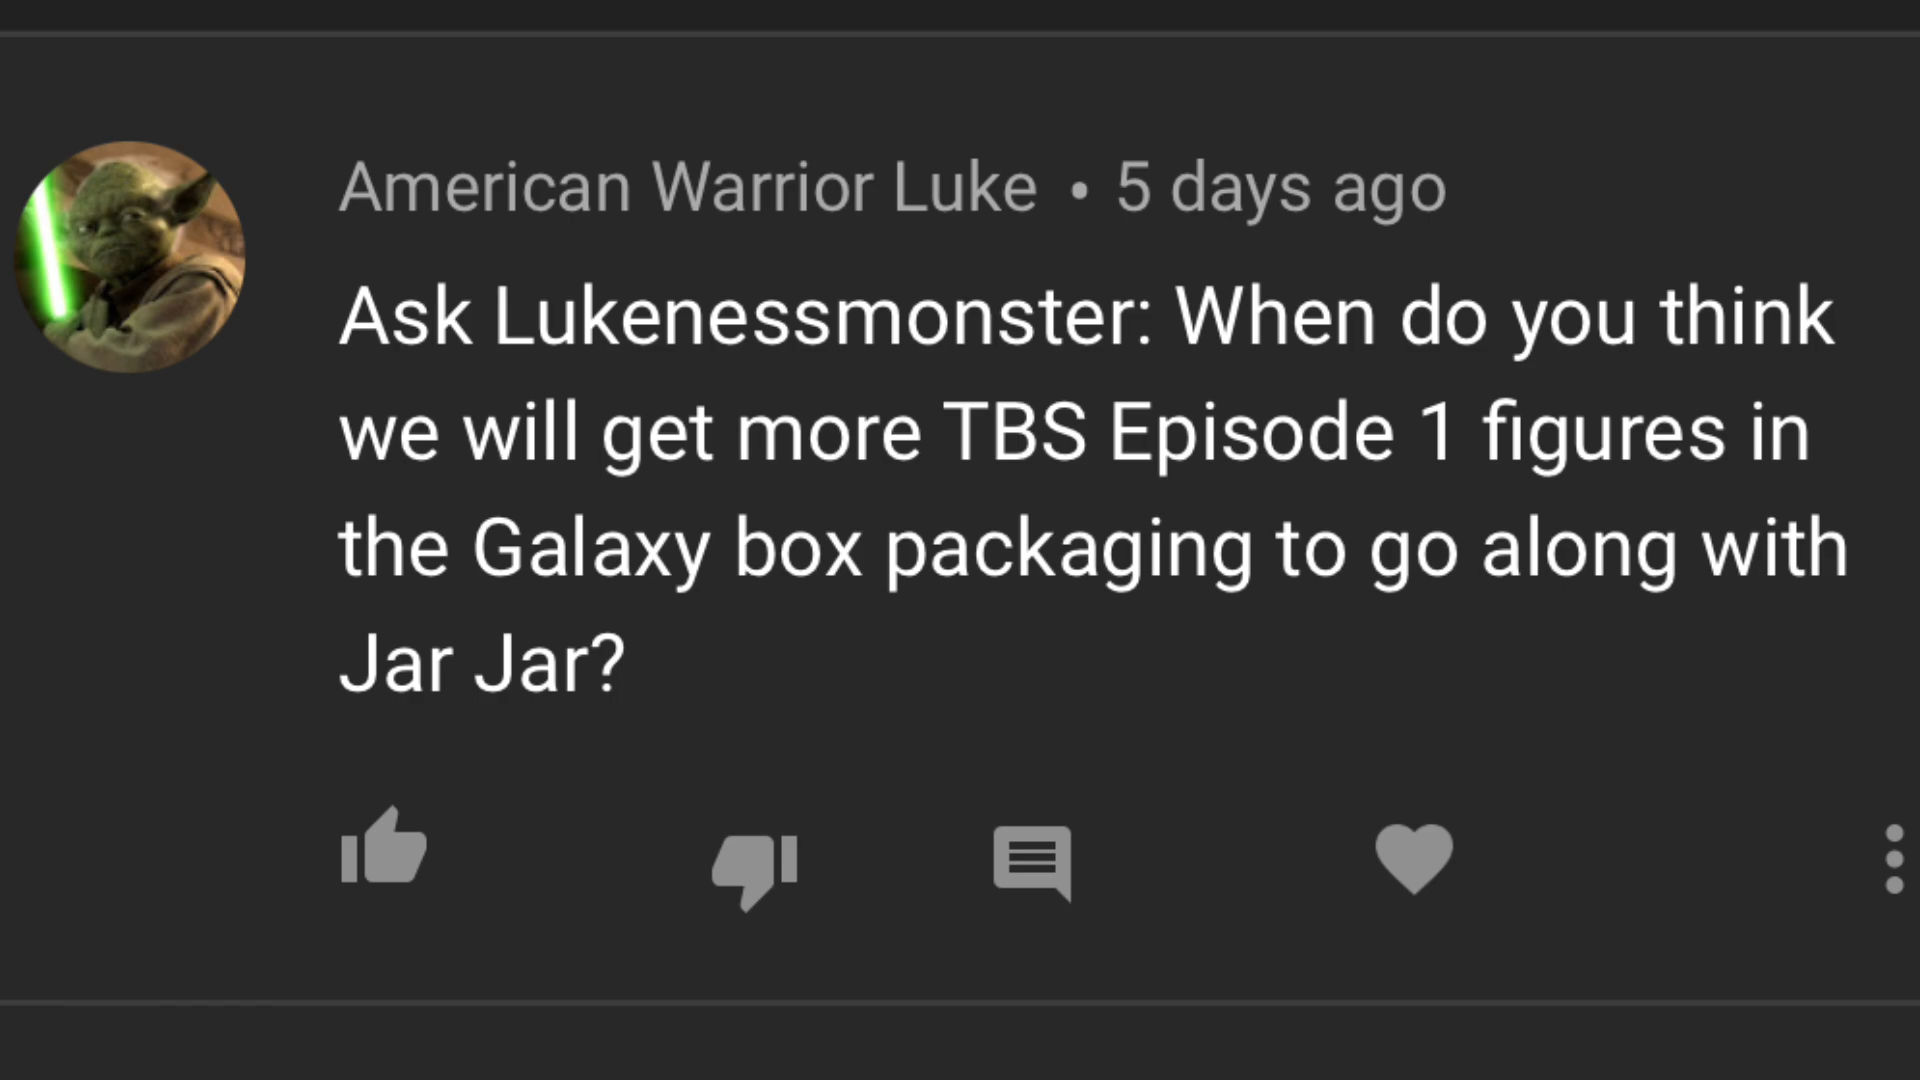 American Warrior Luke • 5 days ago
Ask Lukenessmonster: When do you think
we will get more TBS Episode 1 figures in
the Galaxy box packaging to go along with
Jar Jar?